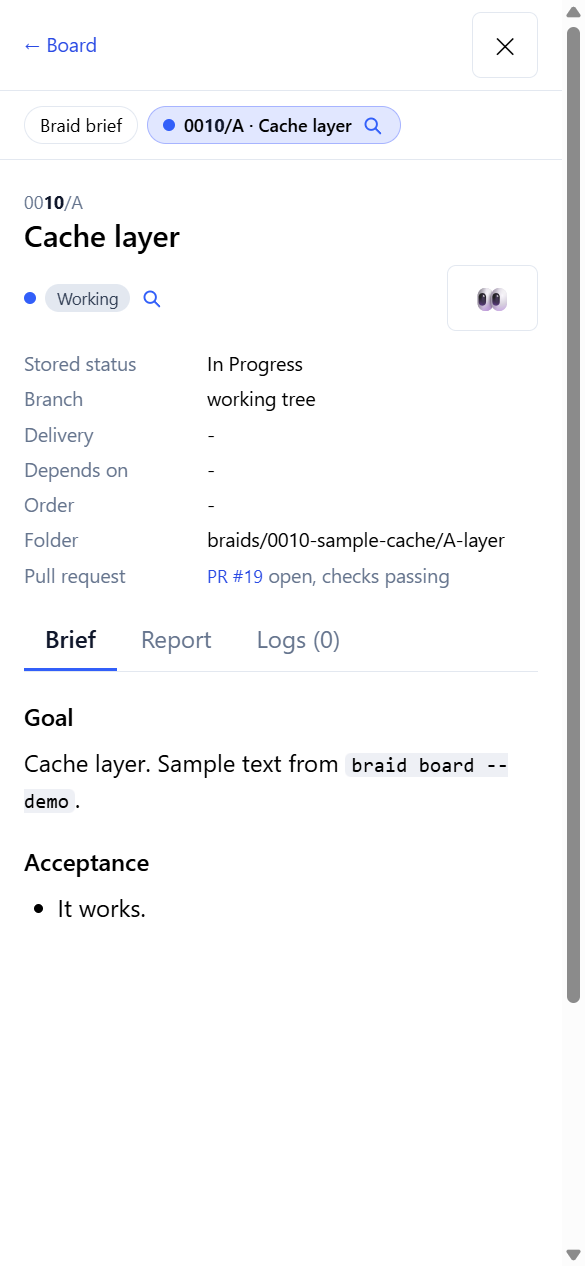 ← Board
Braid brief
0010/A · Cache layer
0010/A
Cache layer
Working
Stored status In Progress
Branch working tree
Delivery -
Depends on -
Order -
Folder braids/0010-sample-cache/A-layer
Pull request PR #19 open, checks passing
Brief Report Logs (0)
Goal
Cache layer. Sample text from braid board --
demo.
Acceptance
• It works.